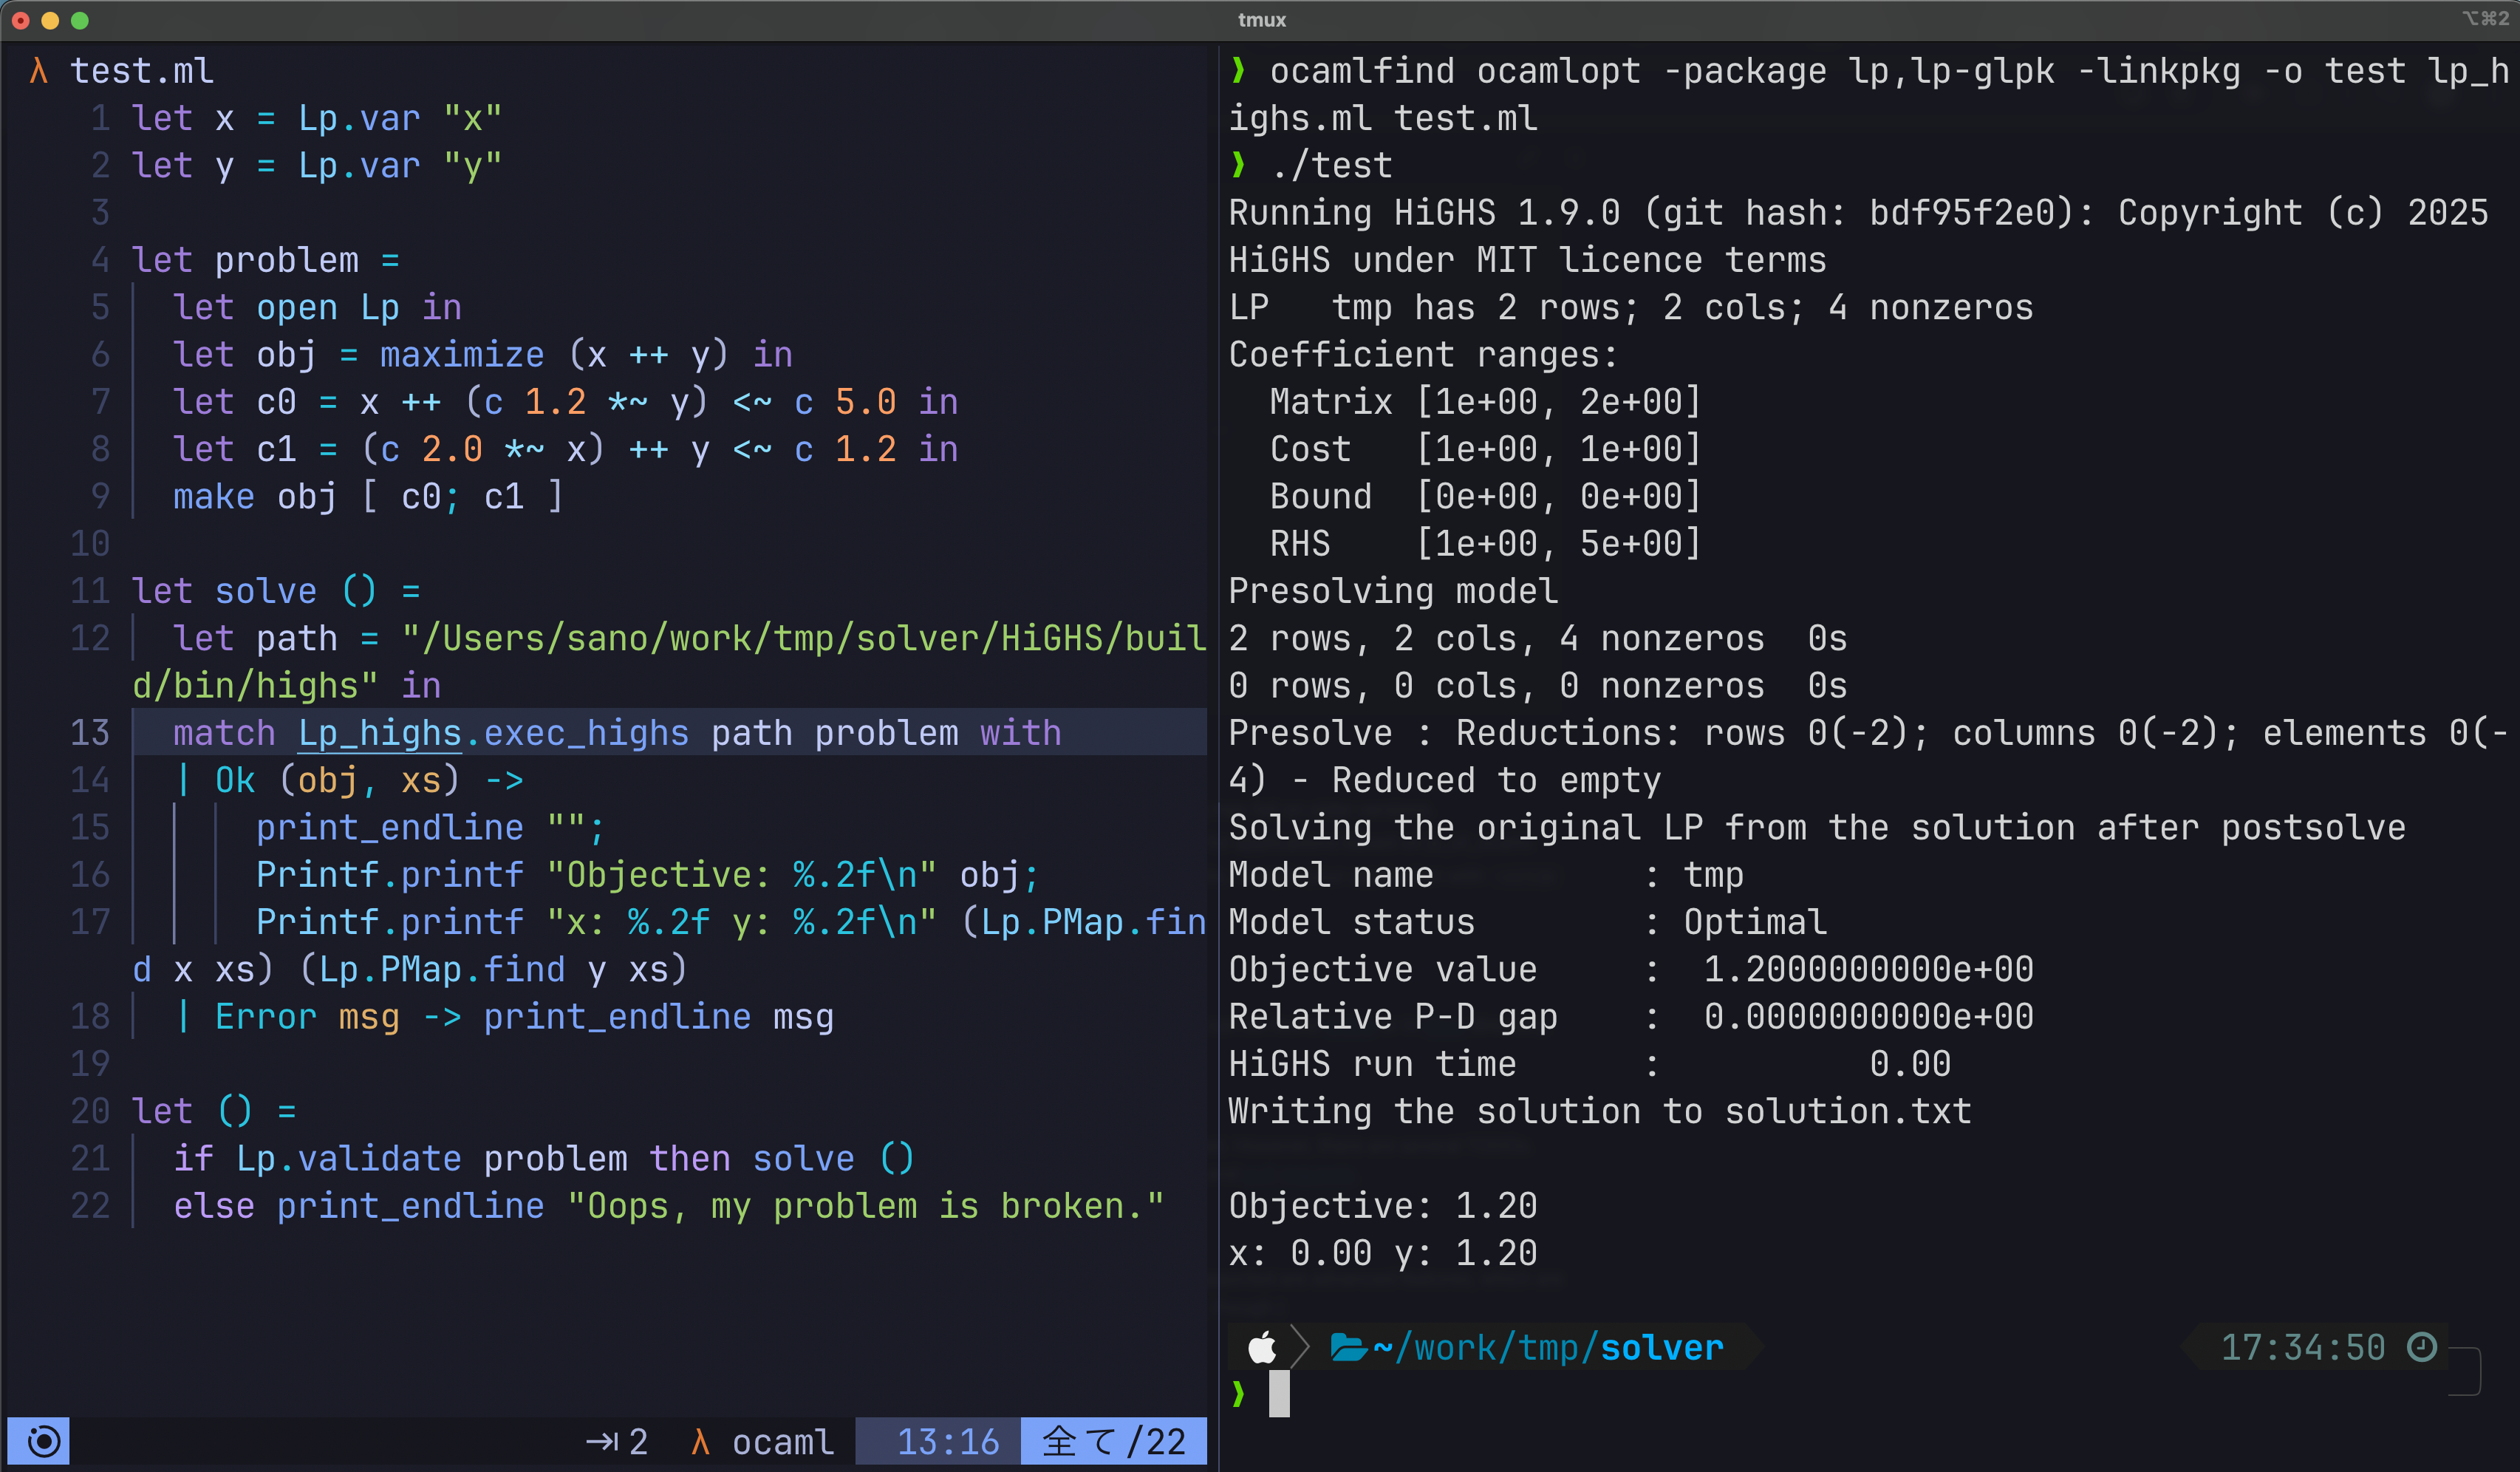 tmux
⌥⌘2
λ test.ml
1 let x = Lp.var "x"
2 let y = Lp.var "y"
3
4 let problem =
5   let open Lp in
6   let obj = maximize (x ++ y) in
7   let c0 = x ++ (c 1.2 *~ y) <~ c 5.0 in
8   let c1 = (c 2.0 *~ x) ++ y <~ c 1.2 in
9   make obj [ c0; c1 ]
10
11 let solve () =
12   let path = "/Users/sano/work/tmp/solver/HiGHS/buil
d/bin/highs" in
13   match Lp_highs.exec_highs path problem with
14   | Ok (obj, xs) ->
15       print_endline "";
16       Printf.printf "Objective: %.2f\n" obj;
17       Printf.printf "x: %.2f y: %.2f\n" (Lp.PMap.fin
d x xs) (Lp.PMap.find y xs)
18   | Error msg -> print_endline msg
19
20 let () =
21   if Lp.validate problem then solve ()
22   else print_endline "Oops, my problem is broken."
⇥ 2 λ ocaml 13:16 全て/22
❱ ocamlfind ocamlopt -package lp,lp-glpk -linkpkg -o test lp_h
ighs.ml test.ml
❱ ./test
Running HiGHS 1.9.0 (git hash: bdf95f2e0): Copyright (c) 2025
HiGHS under MIT licence terms
LP   tmp has 2 rows; 2 cols; 4 nonzeros
Coefficient ranges:
  Matrix [1e+00, 2e+00]
  Cost   [1e+00, 1e+00]
  Bound  [0e+00, 0e+00]
  RHS    [1e+00, 5e+00]
Presolving model
2 rows, 2 cols, 4 nonzeros  0s
0 rows, 0 cols, 0 nonzeros  0s
Presolve : Reductions: rows 0(-2); columns 0(-2); elements 0(-
4) - Reduced to empty
Solving the original LP from the solution after postsolve
Model name          : tmp
Model status        : Optimal
Objective value     :  1.2000000000e+00
Relative P-D gap    :  0.0000000000e+00
HiGHS run time      :          0.00
Writing the solution to solution.txt
Objective: 1.20
x: 0.00 y: 1.20
~/work/tmp/solver 17:34:50
❱